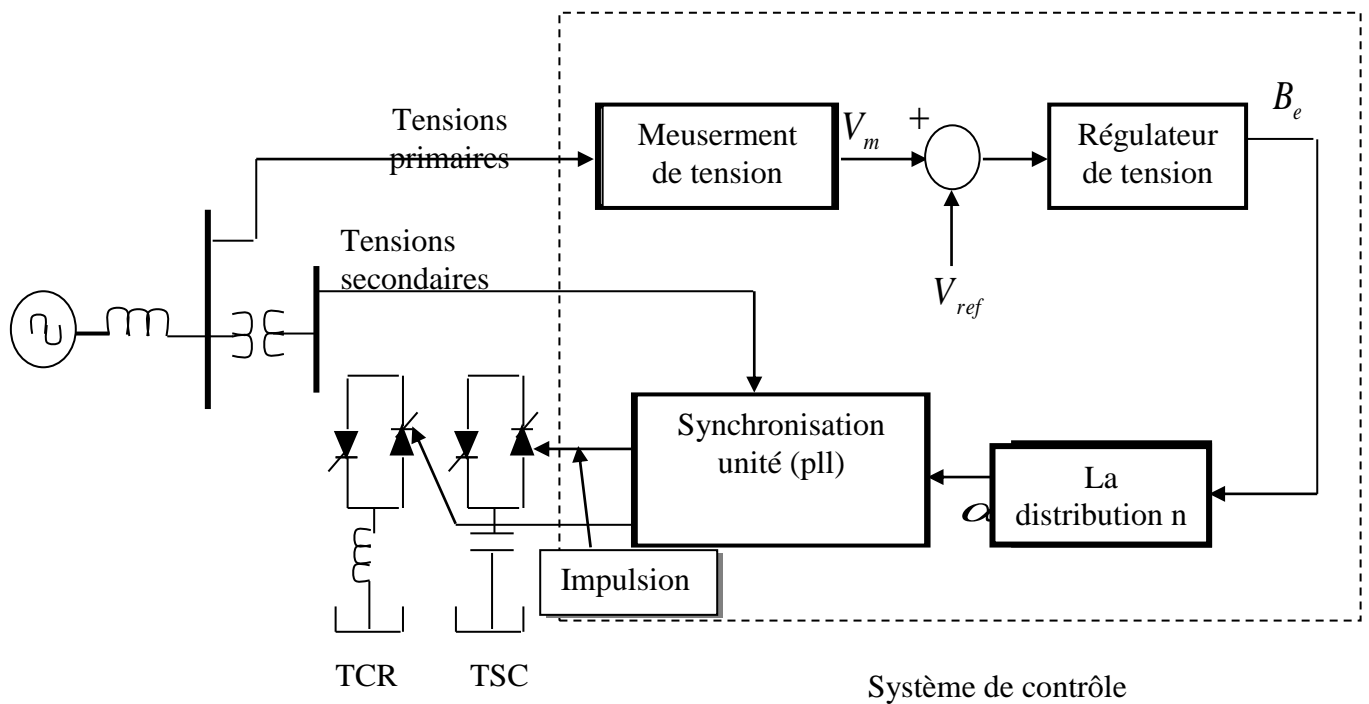 Tensions
primaires
Meuserment
de tension
V_m
+
Régulateur
de tension
B_e
V_ref
Tensions
secondaires
Synchronisation
unité (pll)
La
distribution n
α
Impulsion
TCR
TSC
Système de contrôle